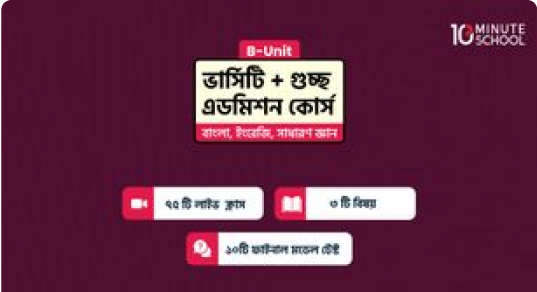 10 MINUTE
SCHOOL
B-Unit
ভার্সিটি + গুচ্ছ
এডমিশন কোর্স
বাংলা, ইংরেজি, সাধারণ জ্ঞান
৭৫ টি লাইভ ক্লাস
৩ টি বিষয়
১০টি ফাইনাল মডেল টেস্ট